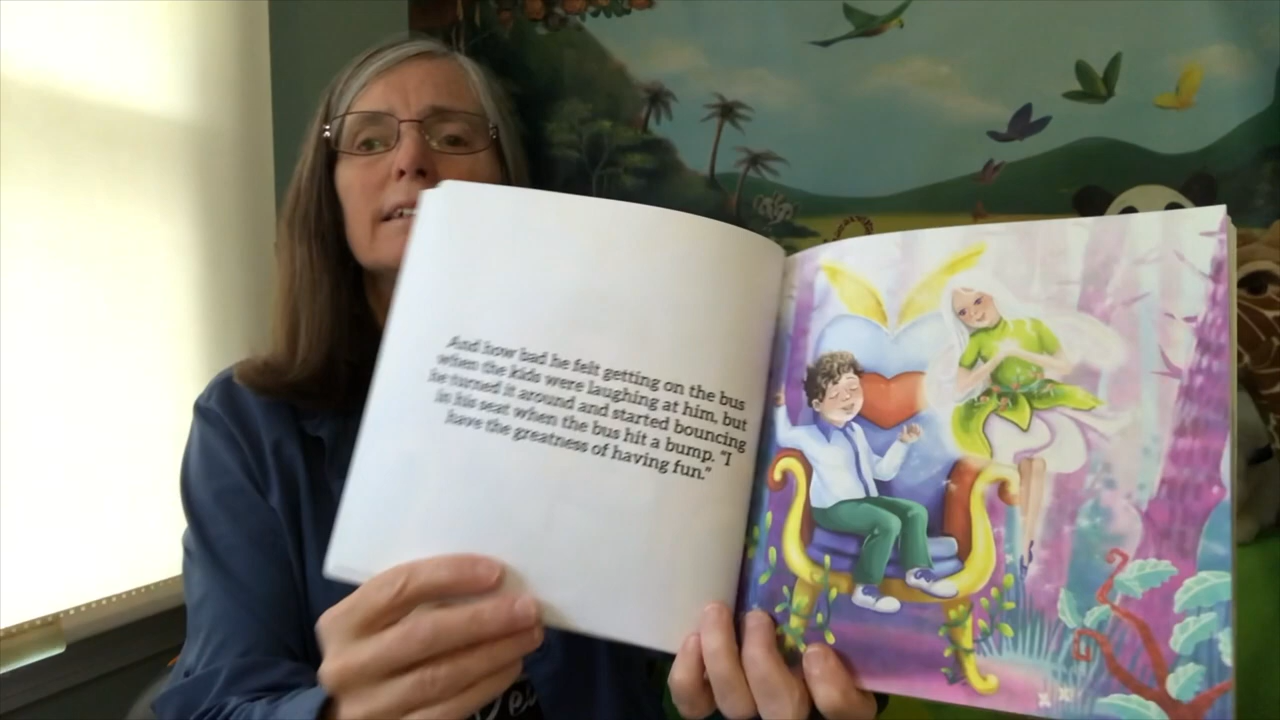 And how bad he felt getting on the bus
when the kids were laughing at him, but
he turned it around and started bouncing
in his seat when the bus hit a bump. "I
have the greatness of having fun."